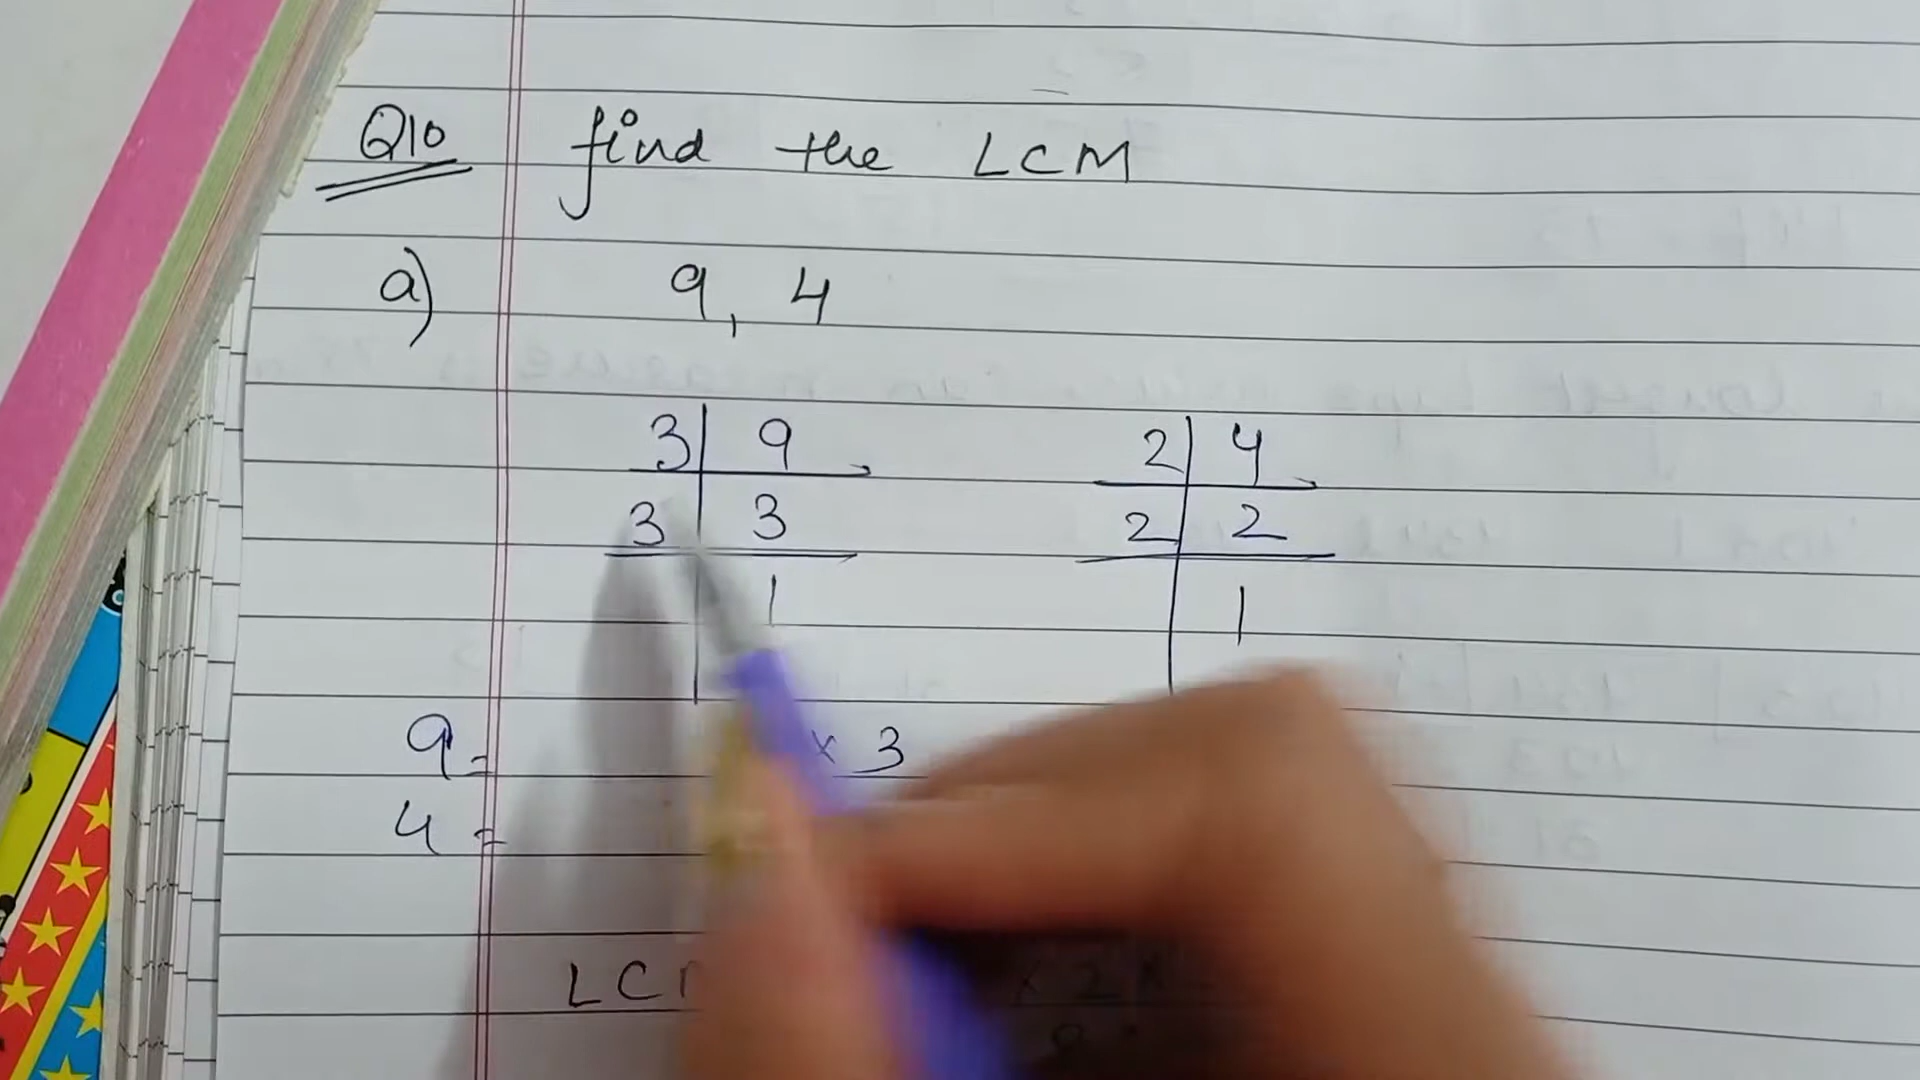 Q10 find the LCM
a) 9, 4
3 9 2 4
3 3 2 2
1 1
9 = × 3
4 =
LC × 2 ×